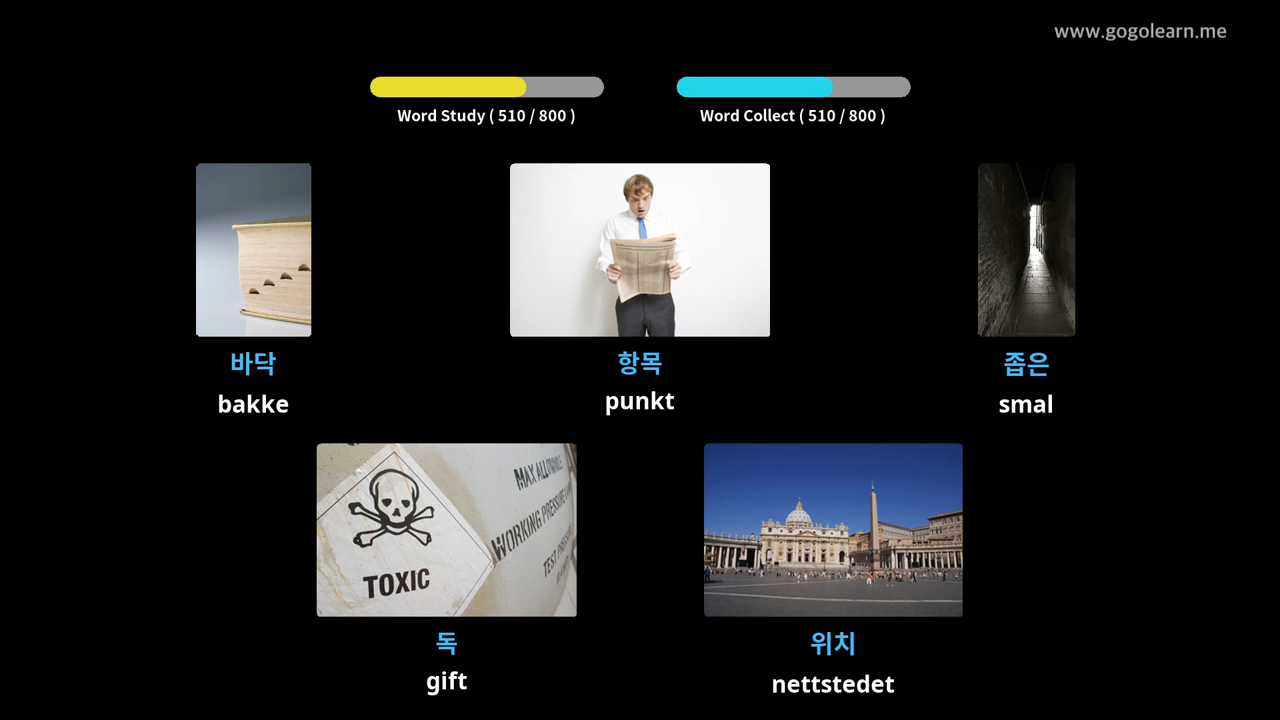 www.gogolearn.me
Word Study ( 510 / 800 )
Word Collect ( 510 / 800 )
바닥
bakke
항목
punkt
좁은
smal
MAX ALLOWABLE
WORKING PRESSURE
TEST
TOXIC
독
gift
위치
nettstedet